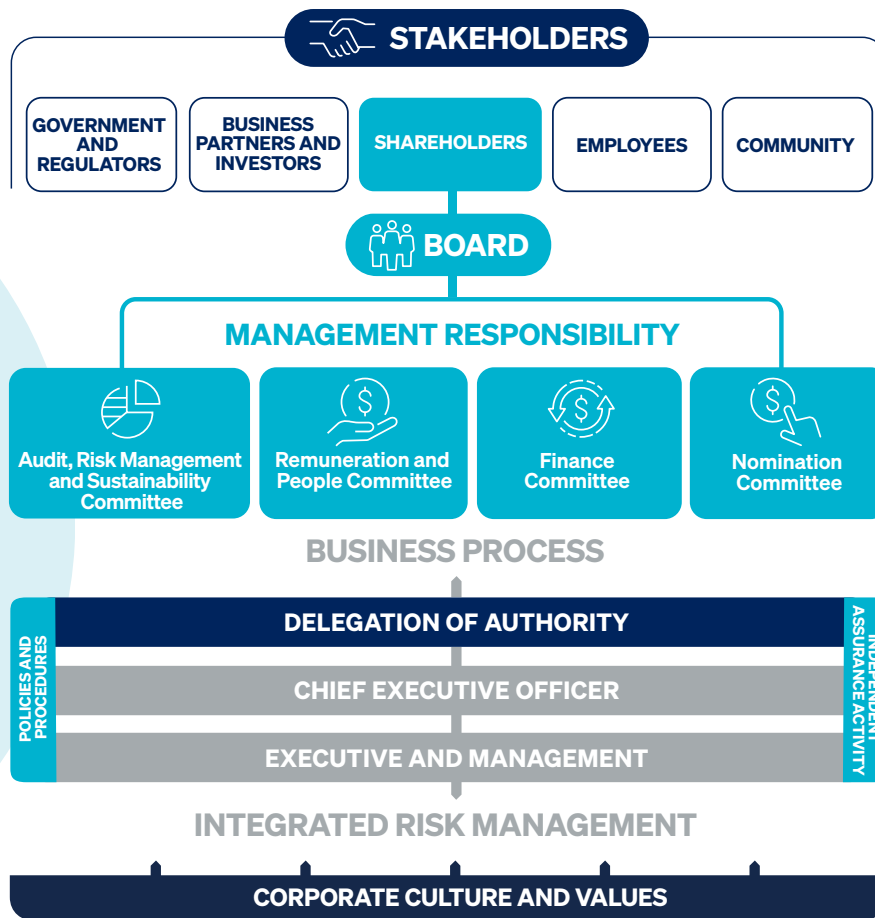 STAKEHOLDERS
GOVERNMENT
AND
REGULATORS
BUSINESS
PARTNERS AND
INVESTORS
SHAREHOLDERS
EMPLOYEES
COMMUNITY
BOARD
MANAGEMENT RESPONSIBILITY
$
Audit, Risk Management
and Sustainability
Committee
$
Remuneration and
People Committee
$
Finance
Committee
Nomination
Committee
BUSINESS PROCESS
POLICIES AND
PROCEDURES
DELEGATION OF AUTHORITY
CHIEF EXECUTIVE OFFICER
EXECUTIVE AND MANAGEMENT
INDEPENDENT
ASSURANCE ACTIVITY
INTEGRATED RISK MANAGEMENT
CORPORATE CULTURE AND VALUES